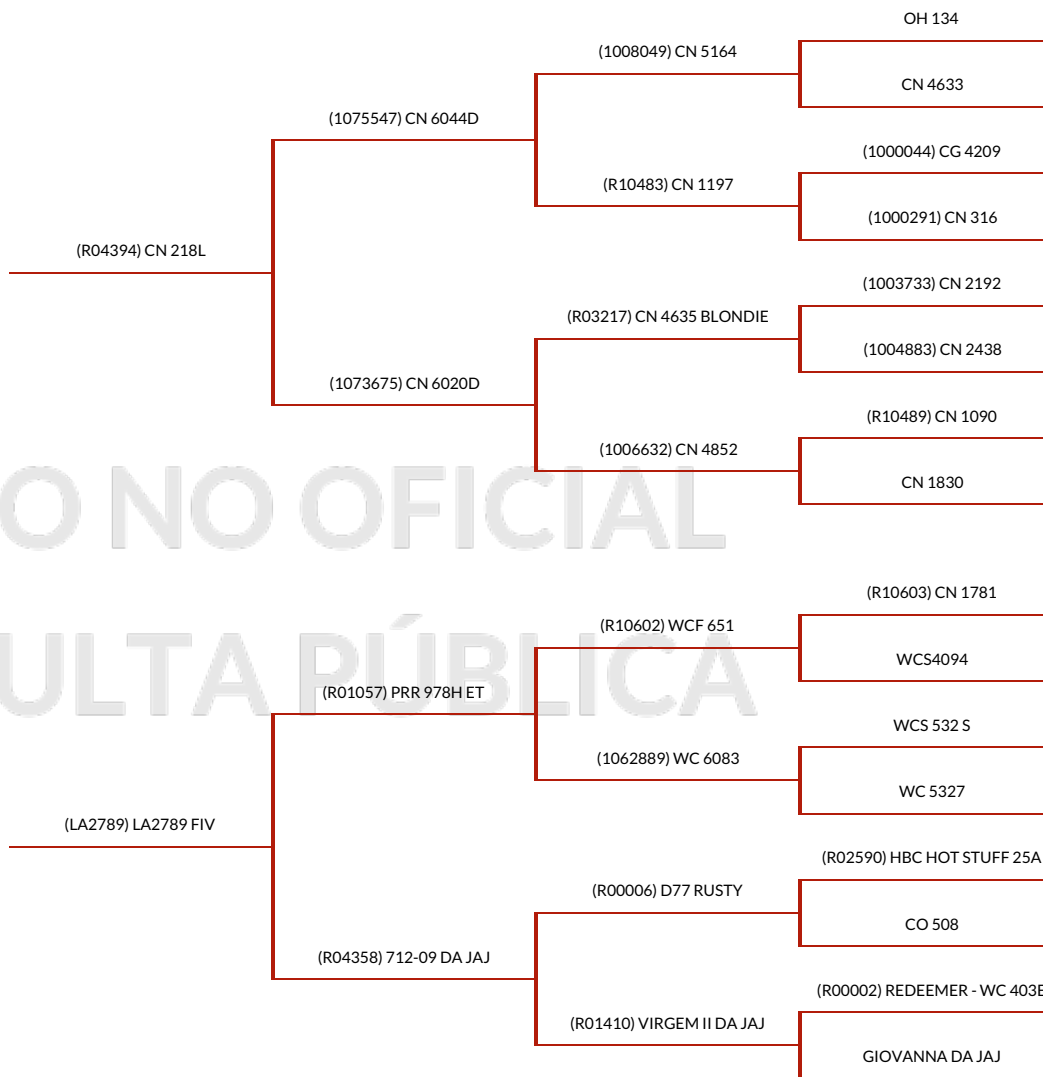 OH 134
(1008049) CN 5164
CN 4633
(1075547) CN 6044D
(1000044) CG 4209
(R10483) CN 1197
(1000291) CN 316
(R04394) CN 218L
(1003733) CN 2192
(R03217) CN 4635 BLONDIE
(1004883) CN 2438
(1073675) CN 6020D
(R10489) CN 1090
(1006632) CN 4852
CN 1830
O NO OFICIAL
(R10603) CN 1781
(R10602) WCF 651
WCS4094
ULTA PÚBLICA
(R01057) PRR 978H ET
WCS 532 S
(1062889) WC 6083
WC 5327
(LA2789) LA2789 FIV
(R02590) HBC HOT STUFF 25A
(R00006) D77 RUSTY
CO 508
(R04358) 712-09 DA JAJ
(R00002) REDEEMER - WC 403E
(R01410) VIRGEM II DA JAJ
GIOVANNA DA JAJ